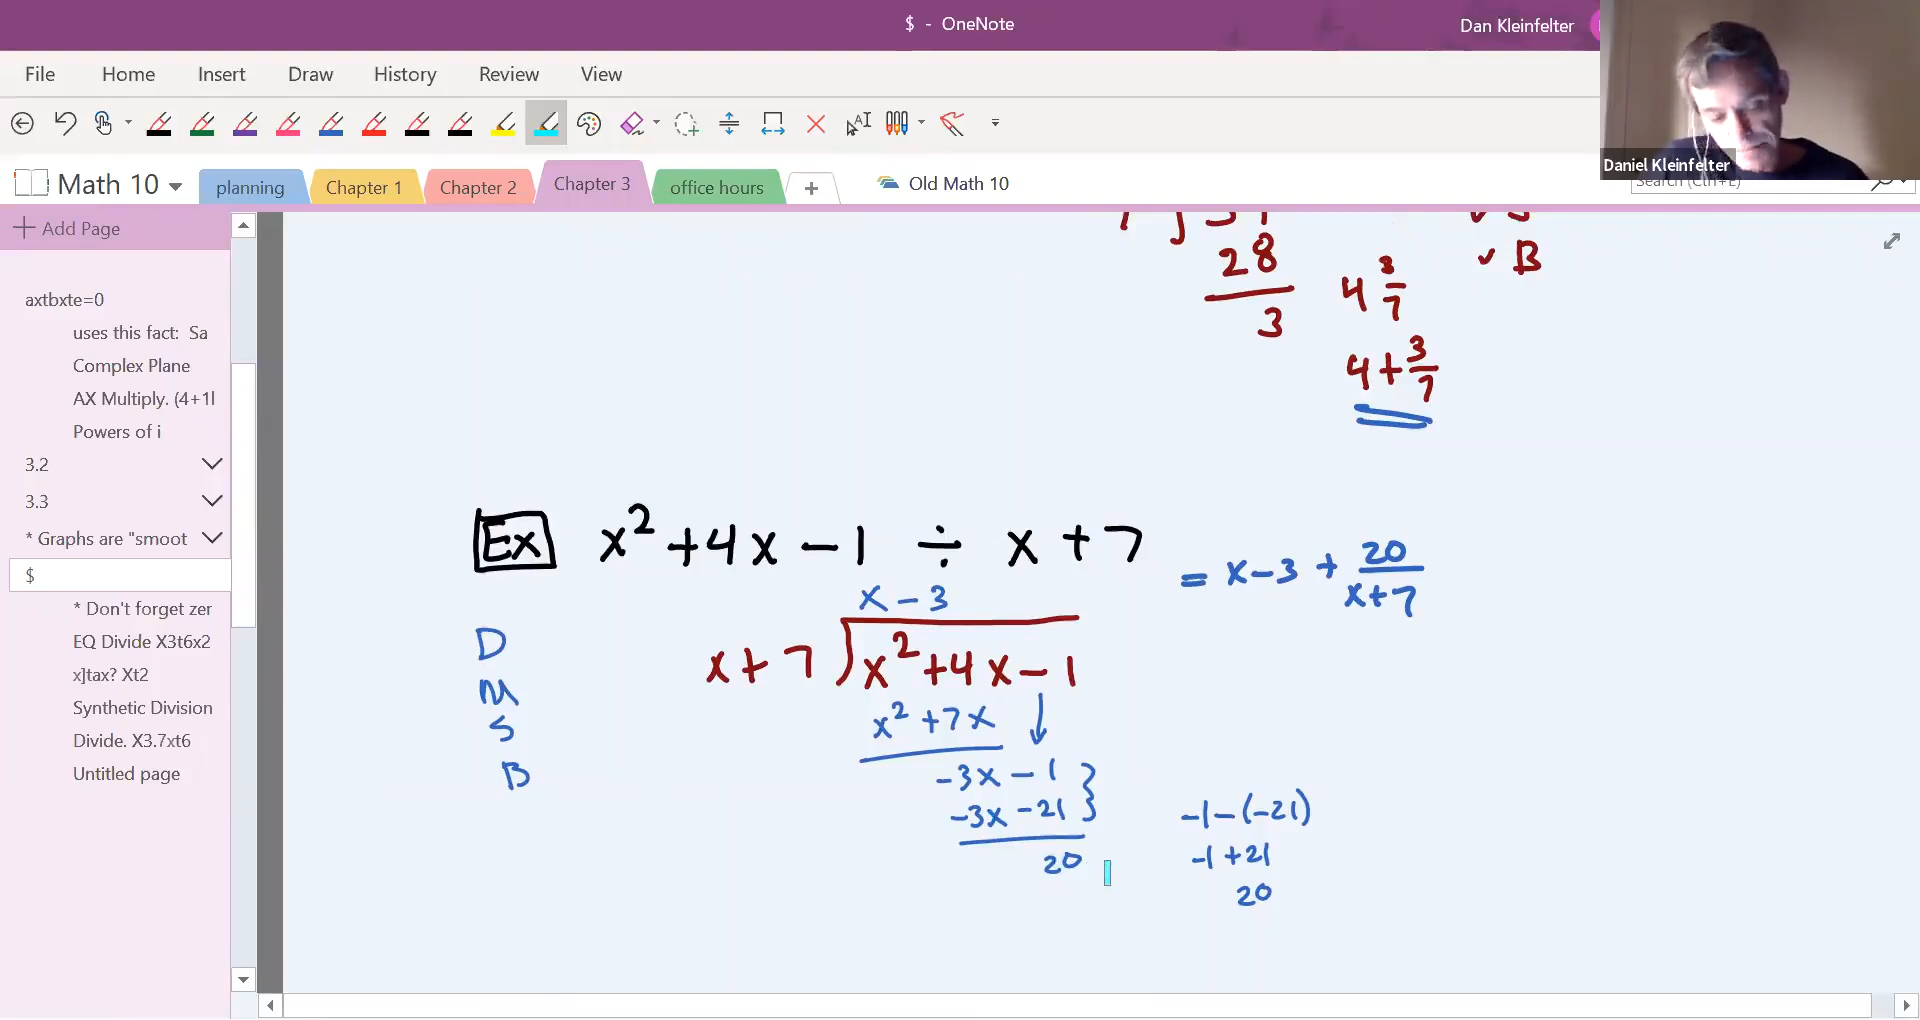 $ - OneNote
Dan Kleinfelter
File Home Insert Draw History Review View
Daniel Kleinfelter
Math 10 planning Chapter 1 Chapter 2 Chapter 3 office hours + Old Math 10
Search (Ctrl+E)
+ Add Page
axtbxte=0
uses this fact: Sa
Complex Plane
AX Multiply. (4+1l
Powers of i
3.2
3.3
* Graphs are "smoot
$
* Don't forget zer
EQ Divide X3t6x2
x]tax? Xt2
Synthetic Division
Divide. X3.7xt6
Untitled page
✓ B
28
3
4 3/7
4 + 3/7
Ex x² + 4x - 1 ÷ x + 7
= x - 3 + 20/(x+7)
x - 3
x + 7 ) x² + 4x - 1
x² + 7x
-3x - 1
-3x - 21
20
D
M
S
B
-1 - (-21)
-1 + 21
20